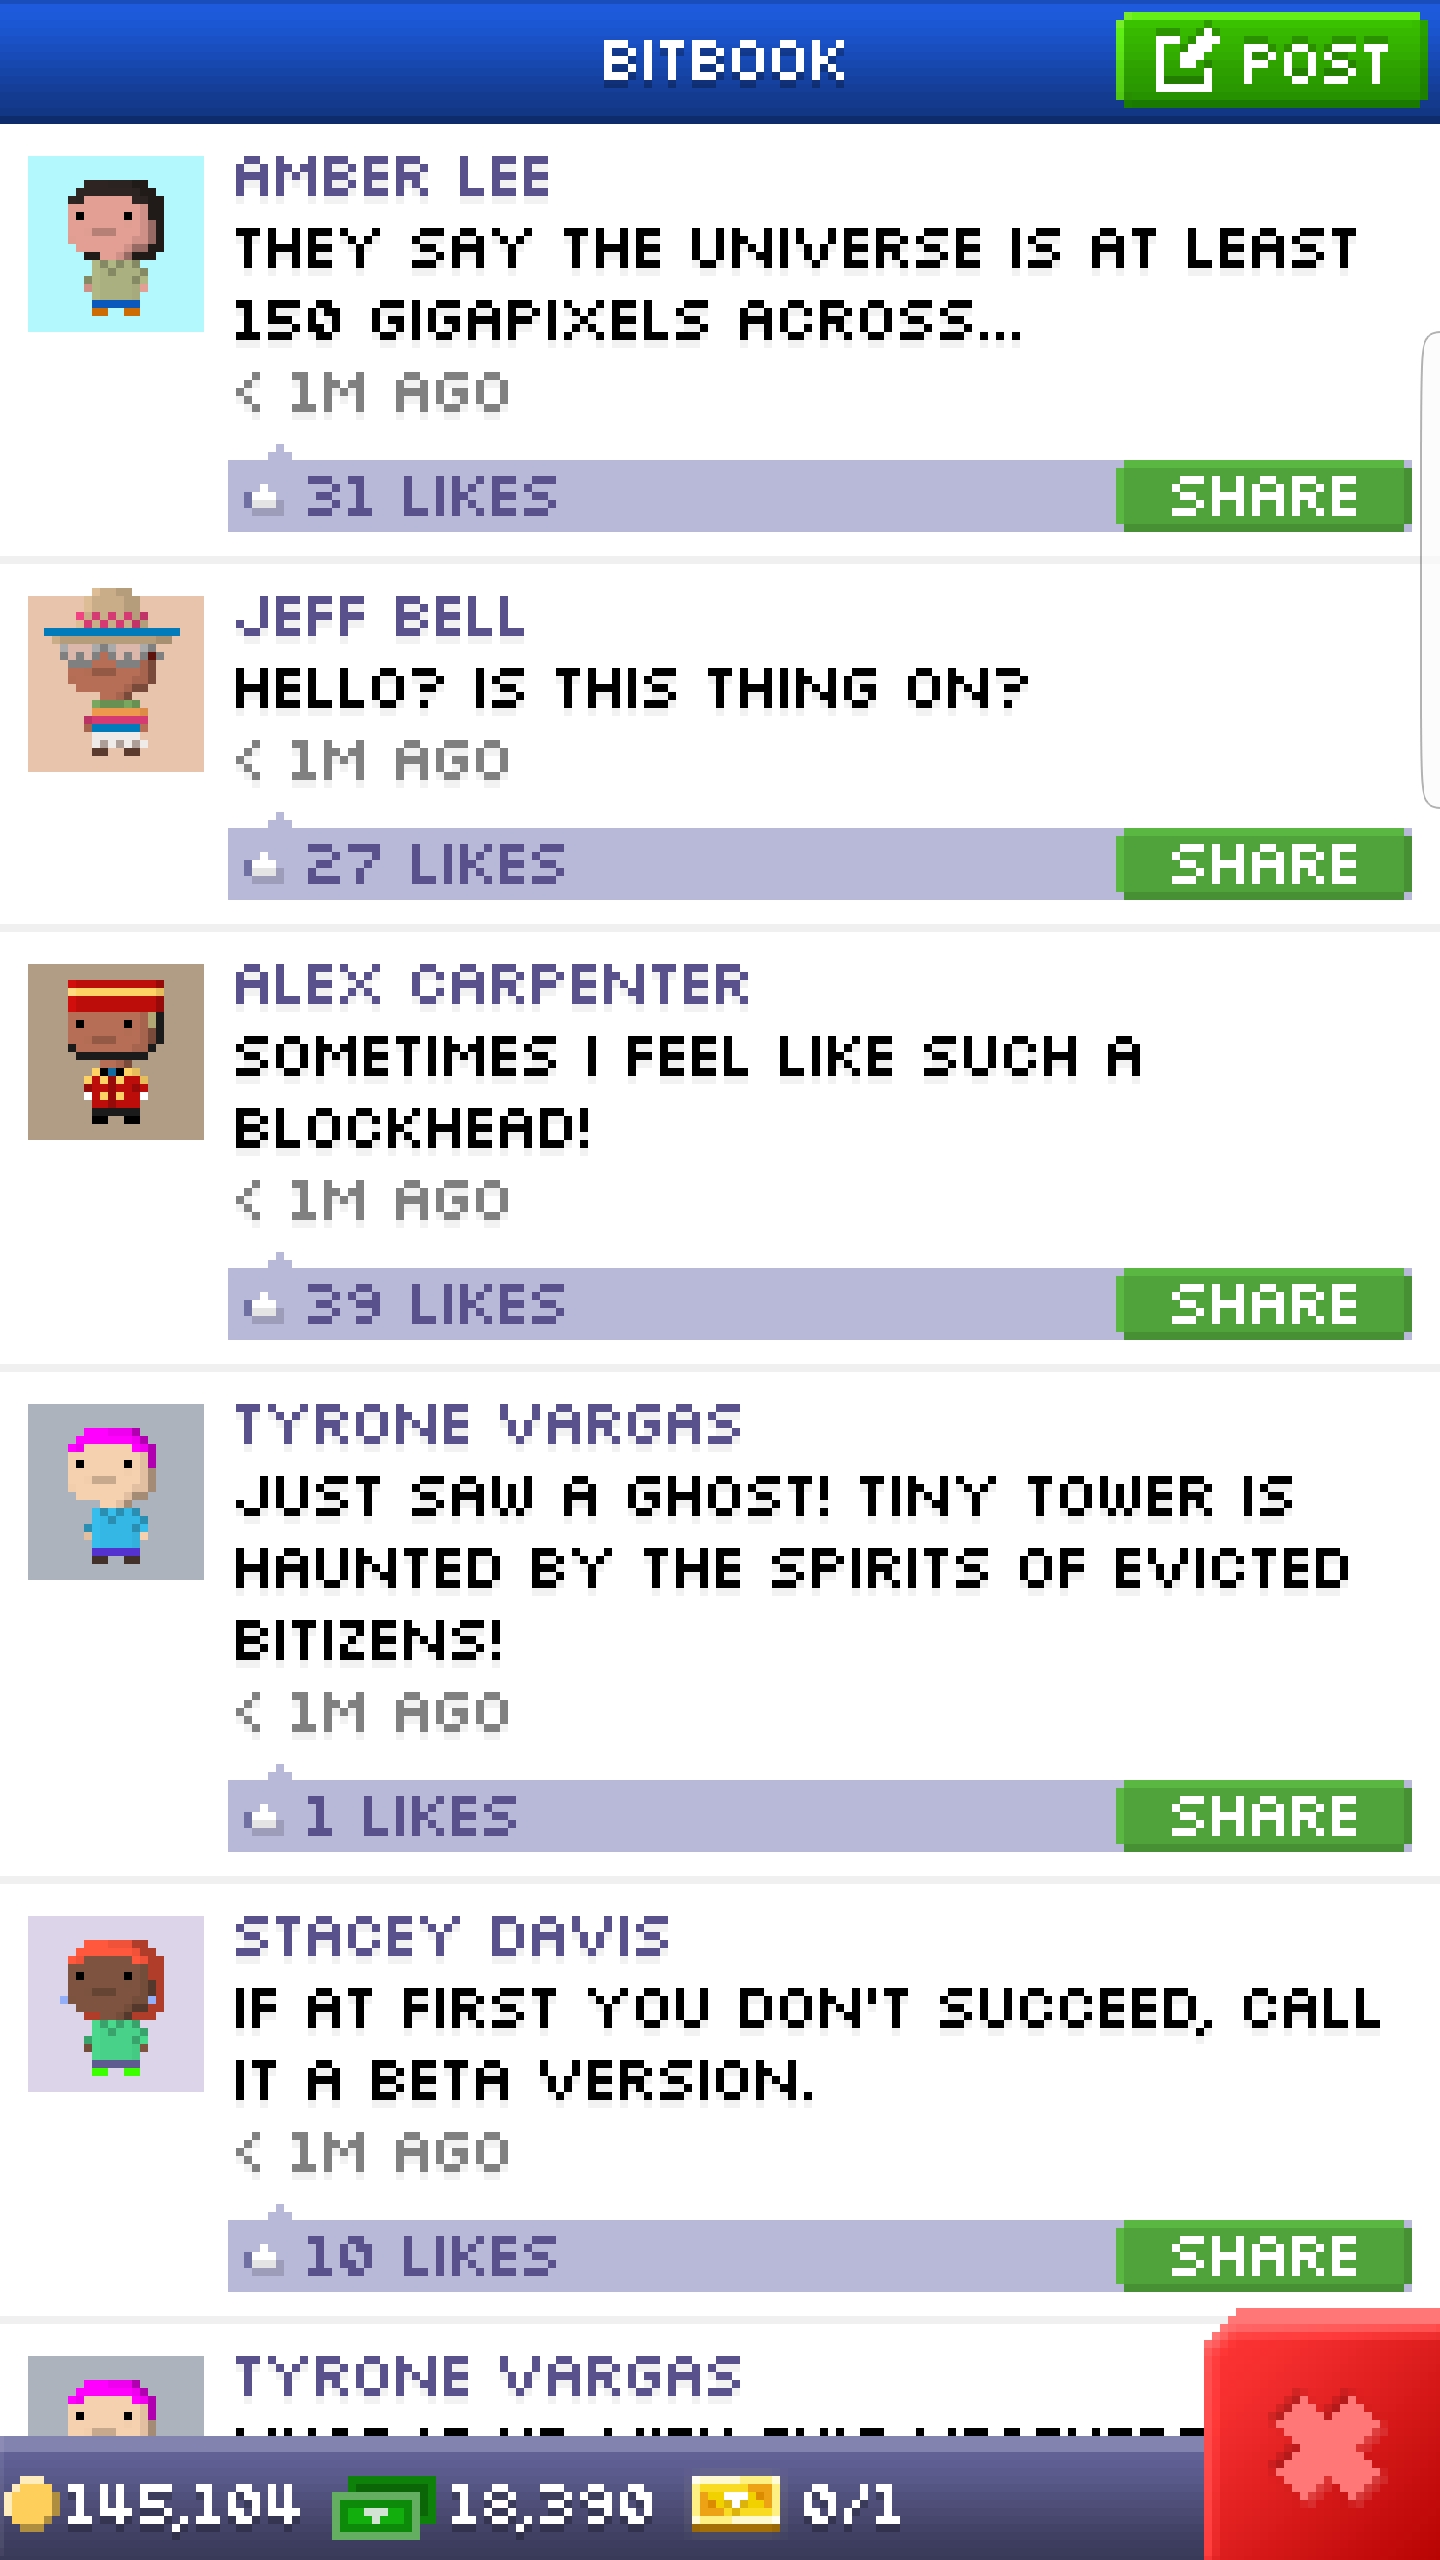 BITBOOK
POST
AMBER LEE
THEY SAY THE UNIVERSE IS AT LEAST
150 GIGAPIXELS ACROSS...
< 1M AGO
31 LIKES
SHARE
JEFF BELL
HELLO? IS THIS THING ON?
< 1M AGO
27 LIKES
SHARE
ALEX CARPENTER
SOMETIMES I FEEL LIKE SUCH A
BLOCKHEAD!
< 1M AGO
39 LIKES
SHARE
TYRONE VARGAS
JUST SAW A GHOST! TINY TOWER IS
HAUNTED BY THE SPIRITS OF EVICTED
BITIZENS!
< 1M AGO
1 LIKES
SHARE
STACEY DAVIS
IF AT FIRST YOU DON'T SUCCEED, CALL
IT A BETA VERSION.
< 1M AGO
10 LIKES
SHARE
TYRONE VARGAS
145,104
18,390
0/1